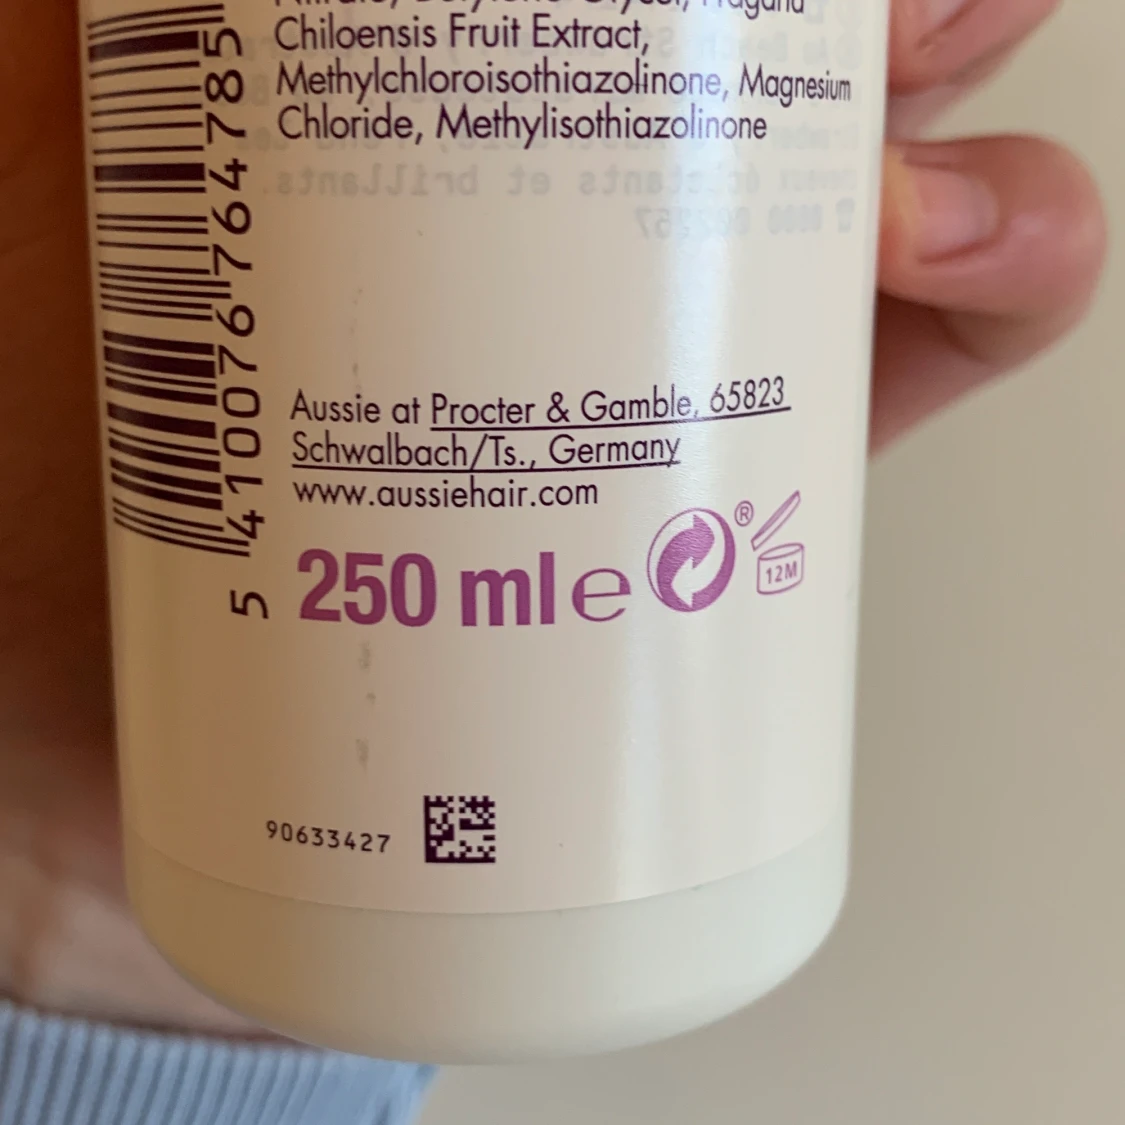 Chiloensis Fruit Extract,
Methylchloroisothiazolinone, Magnesium
Chloride, Methylisothiazolinone
Aussie at Procter & Gamble, 65823
Schwalbach/Ts., Germany
www.aussiehair.com
250 ml e
®
12M
5 410076 764785
90633427